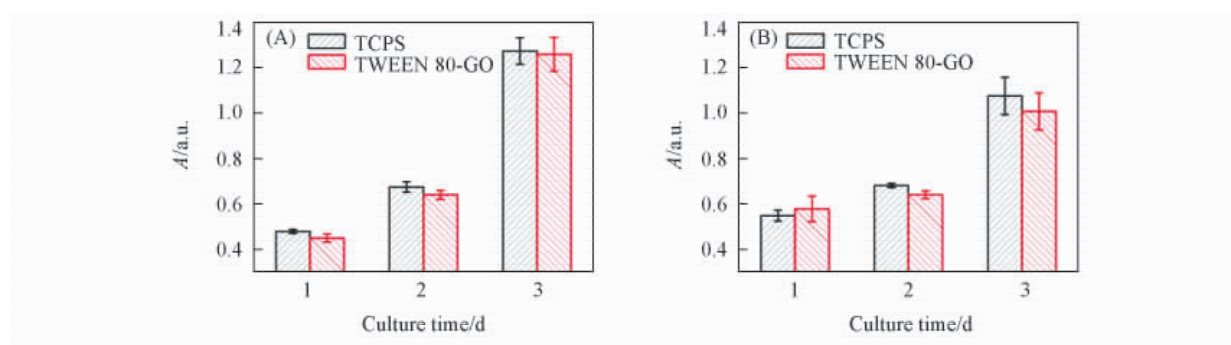 (A)
TCPS
TWEEN 80-GO
1.4
1.2
1.0
0.8
0.6
0.4
A/a.u.
1 2 3
Culture time/d
(B)
TCPS
TWEEN 80-GO
1.4
1.2
1.0
0.8
0.6
0.4
A/a.u.
1 2 3
Culture time/d